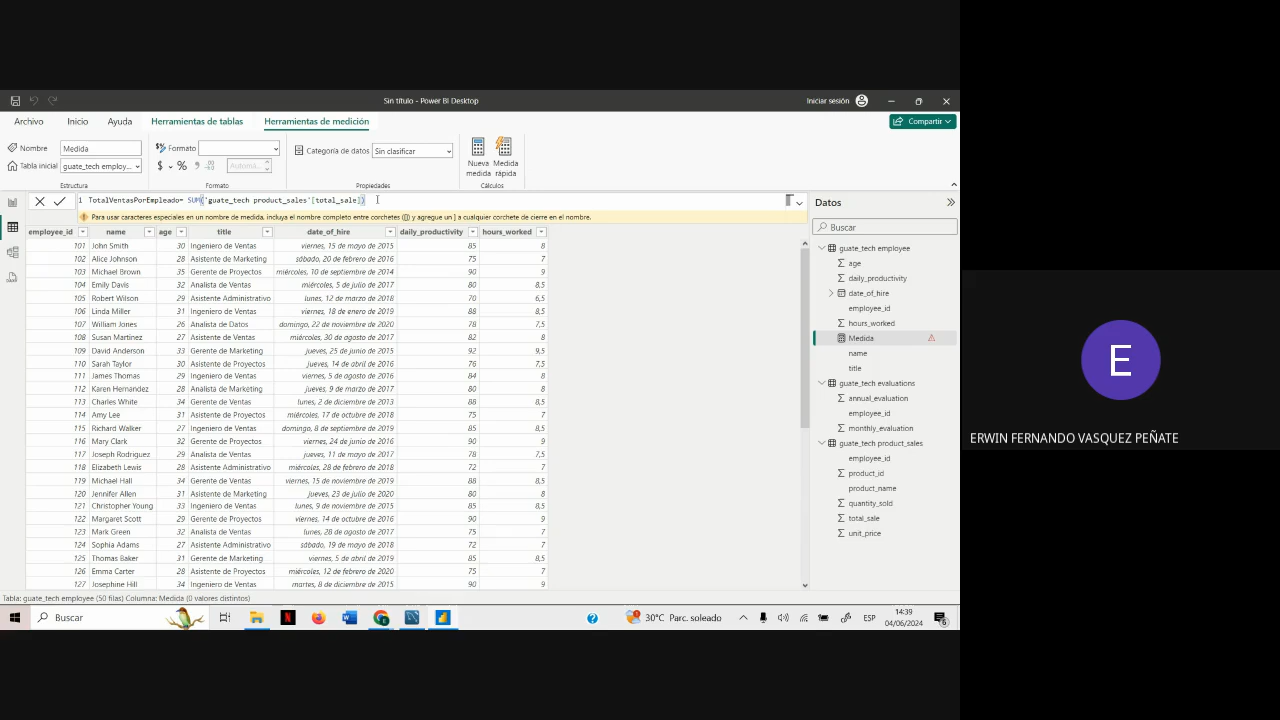 Sin título - Power BI Desktop
Iniciar sesión
Archivo Inicio Ayuda Herramientas de tablas Herramientas de medición
Compartir
Nombre Medida
Formato
Categoría de datos Sin clasificar
Tabla inicial guate_tech employ...
$ % Automá...
Nueva medida
Medida rápida
Estructura Formato Propiedades Cálculos
1 TotalVentasPorEmpleado= SUM('guate_tech product_sales'[total_sale])
Para usar caracteres especiales en un nombre de medida, incluya el nombre completo entre corchetes ([]) y agregue un ] a cualquier corchete de cierre en el nombre.
employee_id name age title date_of_hire daily_productivity hours_worked
101 John Smith 30 Ingeniero de Ventas viernes, 15 de mayo de 2015 85 8
102 Alice Johnson 28 Asistente de Marketing sábado, 20 de febrero de 2016 75 7
103 Michael Brown 35 Gerente de Proyectos miércoles, 10 de septiembre de 2014 90 9
104 Emily Davis 32 Analista de Ventas miércoles, 5 de julio de 2017 80 8,5
105 Robert Wilson 29 Asistente Administrativo lunes, 12 de marzo de 2018 70 6,5
106 Linda Miller 31 Ingeniero de Ventas viernes, 18 de enero de 2019 88 8,5
107 William Jones 26 Analista de Datos domingo, 22 de noviembre de 2020 78 7,5
108 Susan Martinez 27 Asistente de Ventas miércoles, 30 de agosto de 2017 82 8
109 David Anderson 33 Gerente de Marketing jueves, 25 de junio de 2015 92 9,5
110 Sarah Taylor 30 Asistente de Proyectos jueves, 14 de abril de 2016 76 7,5
111 James Thomas 29 Ingeniero de Ventas viernes, 5 de agosto de 2016 84 8
112 Karen Hernandez 28 Analista de Marketing jueves, 9 de marzo de 2017 80 8
113 Charles White 34 Gerente de Ventas lunes, 2 de diciembre de 2013 88 8,5
114 Amy Lee 31 Asistente de Proyectos miércoles, 17 de octubre de 2018 75 7
115 Richard Walker 27 Ingeniero de Ventas domingo, 8 de septiembre de 2019 85 8,5
116 Mary Clark 32 Gerente de Proyectos viernes, 24 de junio de 2016 90 9
117 Joseph Rodriguez 29 Analista de Ventas jueves, 11 de mayo de 2017 78 7,5
118 Elizabeth Lewis 28 Asistente Administrativo miércoles, 28 de febrero de 2018 72 7
119 Michael Hall 34 Gerente de Ventas viernes, 15 de noviembre de 2019 88 8,5
120 Jennifer Allen 31 Asistente de Marketing jueves, 23 de julio de 2020 80 8
121 Christopher Young 33 Ingeniero de Ventas lunes, 9 de noviembre de 2015 85 8,5
122 Margaret Scott 29 Gerente de Proyectos viernes, 14 de octubre de 2016 90 9
123 Mark Green 32 Analista de Ventas lunes, 28 de agosto de 2017 75 7
124 Sophia Adams 27 Asistente Administrativo sábado, 19 de mayo de 2018 72 7
125 Thomas Baker 31 Gerente de Marketing viernes, 5 de abril de 2019 88 8,5
126 Emma Carter 28 Asistente de Proyectos miércoles, 12 de febrero de 2020 75 7
127 Josephine Hill 34 Ingeniero de Ventas martes, 8 de diciembre de 2015 90 9
Tabla: guate_tech employee (50 filas) Columna: Medida (0 valores distintos)
Datos
Buscar
guate_tech employee
age
daily_productivity
date_of_hire
employee_id
hours_worked
Medida
name
title
guate_tech evaluations
annual_evaluation
employee_id
monthly_evaluation
guate_tech product_sales
employee_id
product_id
product_name
quantity_sold
total_sale
unit_price
E
ERWIN FERNANDO VASQUEZ PEÑATE
Buscar
30°C Parc. soleado
ESP
14:39
04/06/2024
6